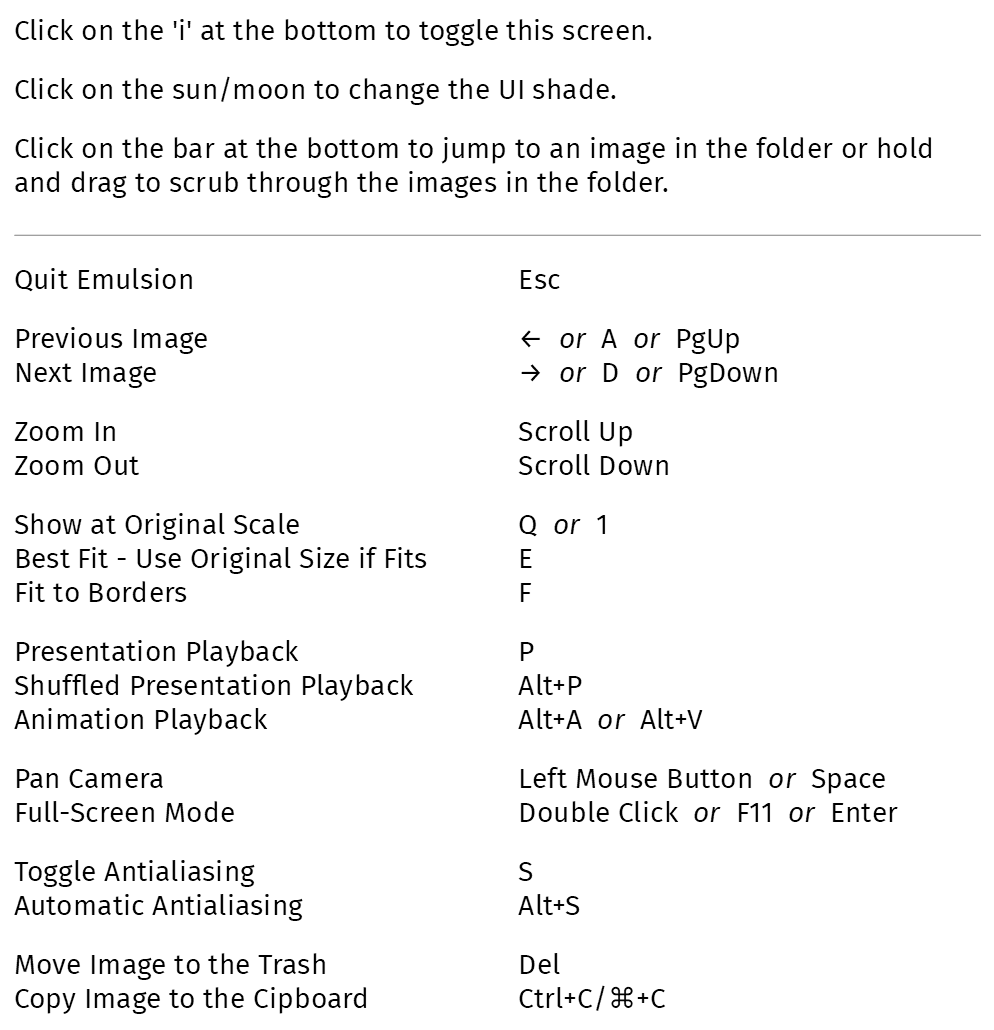 Click on the 'i' at the bottom to toggle this screen.
Click on the sun/moon to change the UI shade.
Click on the bar at the bottom to jump to an image in the folder or hold
and drag to scrub through the images in the folder.
Quit Emulsion Esc
Previous Image ← or A or PgUp
Next Image → or D or PgDown
Zoom In Scroll Up
Zoom Out Scroll Down
Show at Original Scale Q or 1
Best Fit - Use Original Size if Fits E
Fit to Borders F
Presentation Playback P
Shuffled Presentation Playback Alt+P
Animation Playback Alt+A or Alt+V
Pan Camera Left Mouse Button or Space
Full-Screen Mode Double Click or F11 or Enter
Toggle Antialiasing S
Automatic Antialiasing Alt+S
Move Image to the Trash Del
Copy Image to the Cipboard Ctrl+C/⌘+C